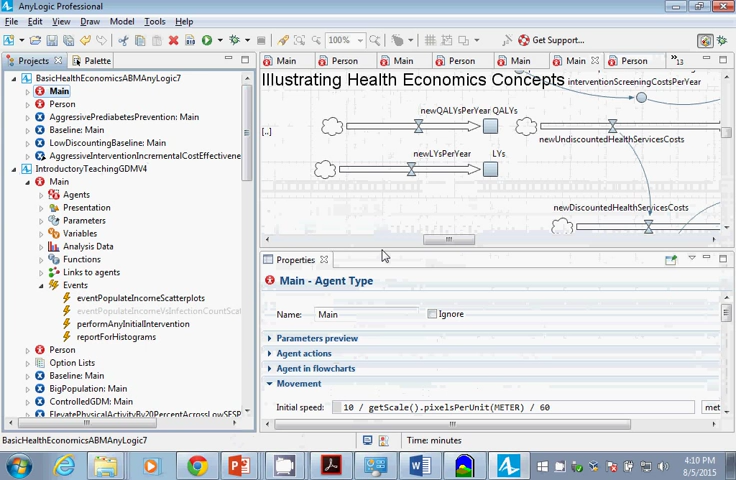 AnyLogic Professional
File Edit View Draw Model Tools Help
100% Get Support...
Projects Palette
Main Person Main Person Main Main Person »13
BasicHealthEconomicsABMAnyLogic7
Main
Person
AggressivePrediabetesPrevention: Main
Baseline: Main
LowDiscountingBaseline: Main
AggressiveInterventionIncrementalCostEffectivene
IntroductoryTeachingGDMV4
Main
Agents
Presentation
Parameters
Variables
Analysis Data
Functions
Links to agents
Events
eventPopulateIncomeScatterplots
eventPopulateIncomeVsInfectionCountScat
performAnyInitialIntervention
reportForHistograms
Person
Option Lists
Baseline: Main
BigPopulation: Main
ControlledGDM: Main
ElevatePhysicalActivityBy20PercentAcrossLowSESP
Illustrating Health Economics Concepts
interventionScreeningCostsPerYear
newQALYsPerYear QALYs
[..]
newUndiscountedHealthServicesCosts
newLYsPerYear LYs
newDiscountedHealthServicesCosts
Properties
Main - Agent Type
Name: Main Ignore
Parameters preview
Agent actions
Agent in flowcharts
Movement
Initial speed: 10 / getScale().pixelsPerUnit(METER) / 60 met
BasicHealthEconomicsABMAnyLogic7 Time: minutes
4:10 PM
8/5/2015